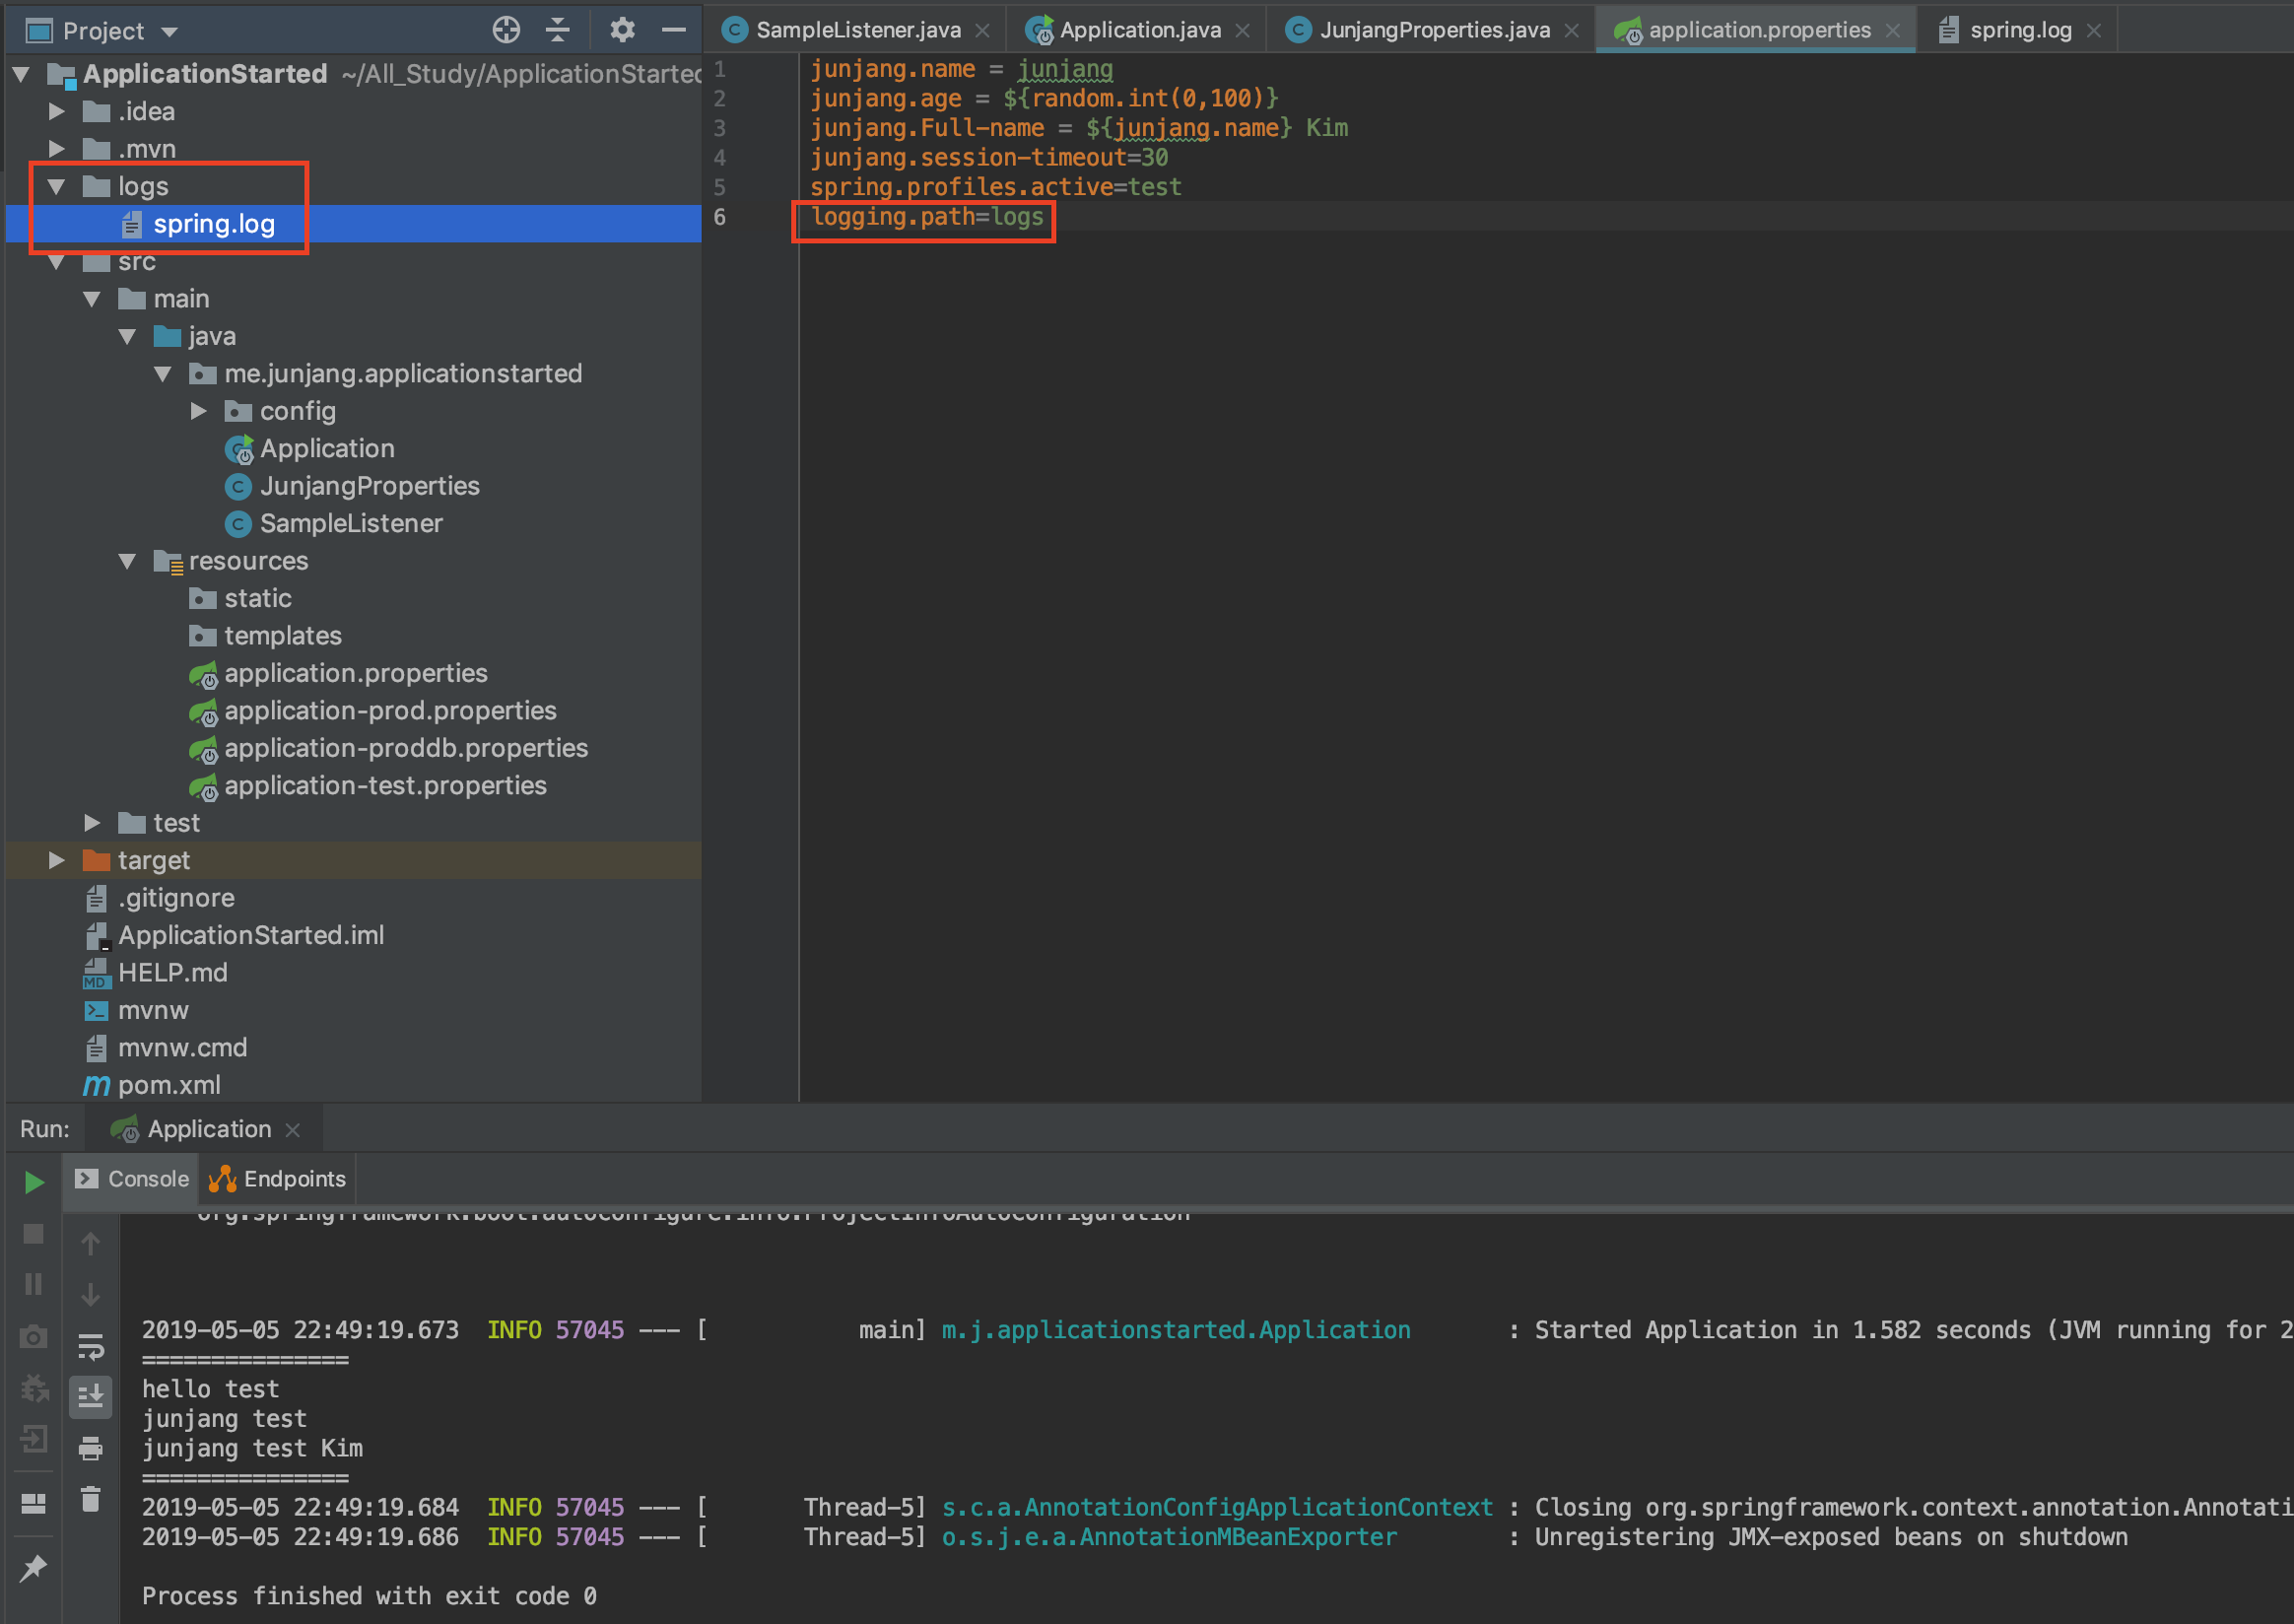 Project
SampleListener.java
Application.java
JunjangProperties.java
application.properties
spring.log
ApplicationStarted ~/All_Study/ApplicationStarted
.idea
.mvn
logs
spring.log
src
main
java
me.junjang.applicationstarted
config
Application
JunjangProperties
SampleListener
resources
static
templates
application.properties
application-prod.properties
application-proddb.properties
application-test.properties
test
target
.gitignore
ApplicationStarted.iml
HELP.md
mvnw
mvnw.cmd
pom.xml
1 junjang.name = junjang
2 junjang.age = ${random.int(0,100)}
3 junjang.Full-name = ${junjang.name} Kim
4 junjang.session-timeout=30
5 spring.profiles.active=test
6 logging.path=logs
Run: Application
Console Endpoints
org.springframework.boot.autoconfigure.info.ProjectInfoAutoConfiguration
2019-05-05 22:49:19.673 INFO 57045 --- [ main] m.j.applicationstarted.Application : Started Application in 1.582 seconds (JVM running for 2
===============
hello test
junjang test
junjang test Kim
===============
2019-05-05 22:49:19.684 INFO 57045 --- [ Thread-5] s.c.a.AnnotationConfigApplicationContext : Closing org.springframework.context.annotation.Annotati
2019-05-05 22:49:19.686 INFO 57045 --- [ Thread-5] o.s.j.e.a.AnnotationMBeanExporter : Unregistering JMX-exposed beans on shutdown
Process finished with exit code 0